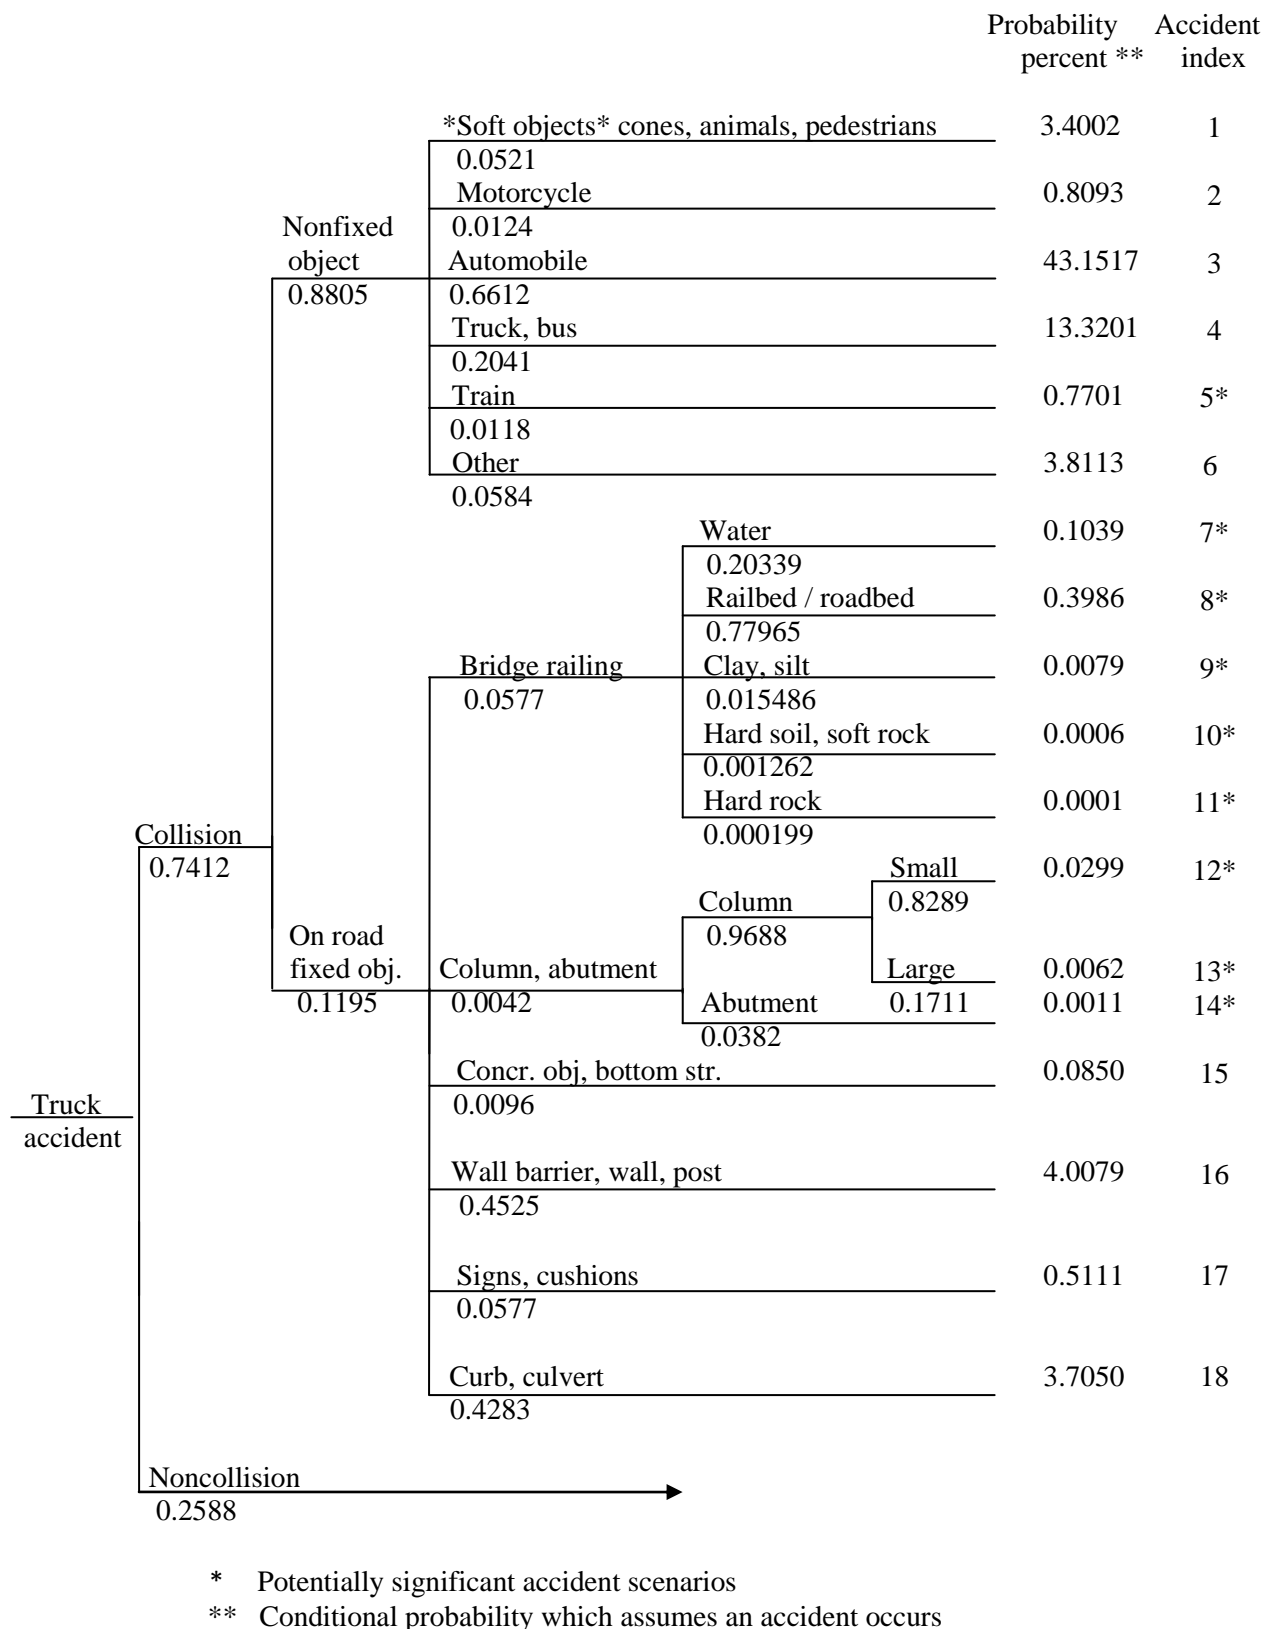 Probability Accident
percent ** index
*Soft objects* cones, animals, pedestrians 3.4002 1
0.0521
Motorcycle 0.8093 2
Nonfixed 0.0124
object Automobile 43.1517 3
0.8805 0.6612
Truck, bus 13.3201 4
0.2041
Train 0.7701 5*
0.0118
Other 3.8113 6
0.0584
Water 0.1039 7*
0.20339
Railbed / roadbed 0.3986 8*
0.77965
Bridge railing Clay, silt 0.0079 9*
0.0577 0.015486
Hard soil, soft rock 0.0006 10*
0.001262
Hard rock 0.0001 11*
Collision 0.000199
0.7412 Small 0.0299 12*
Column 0.8289
On road 0.9688
fixed obj. Column, abutment Large 0.0062 13*
0.1195 0.0042 Abutment 0.1711 0.0011 14*
0.0382
Concr. obj, bottom str. 0.0850 15
Truck 0.0096
accident
Wall barrier, wall, post 4.0079 16
0.4525
Signs, cushions 0.5111 17
0.0577
Curb, culvert 3.7050 18
0.4283
Noncollision
0.2588
* Potentially significant accident scenarios
** Conditional probability which assumes an accident occurs